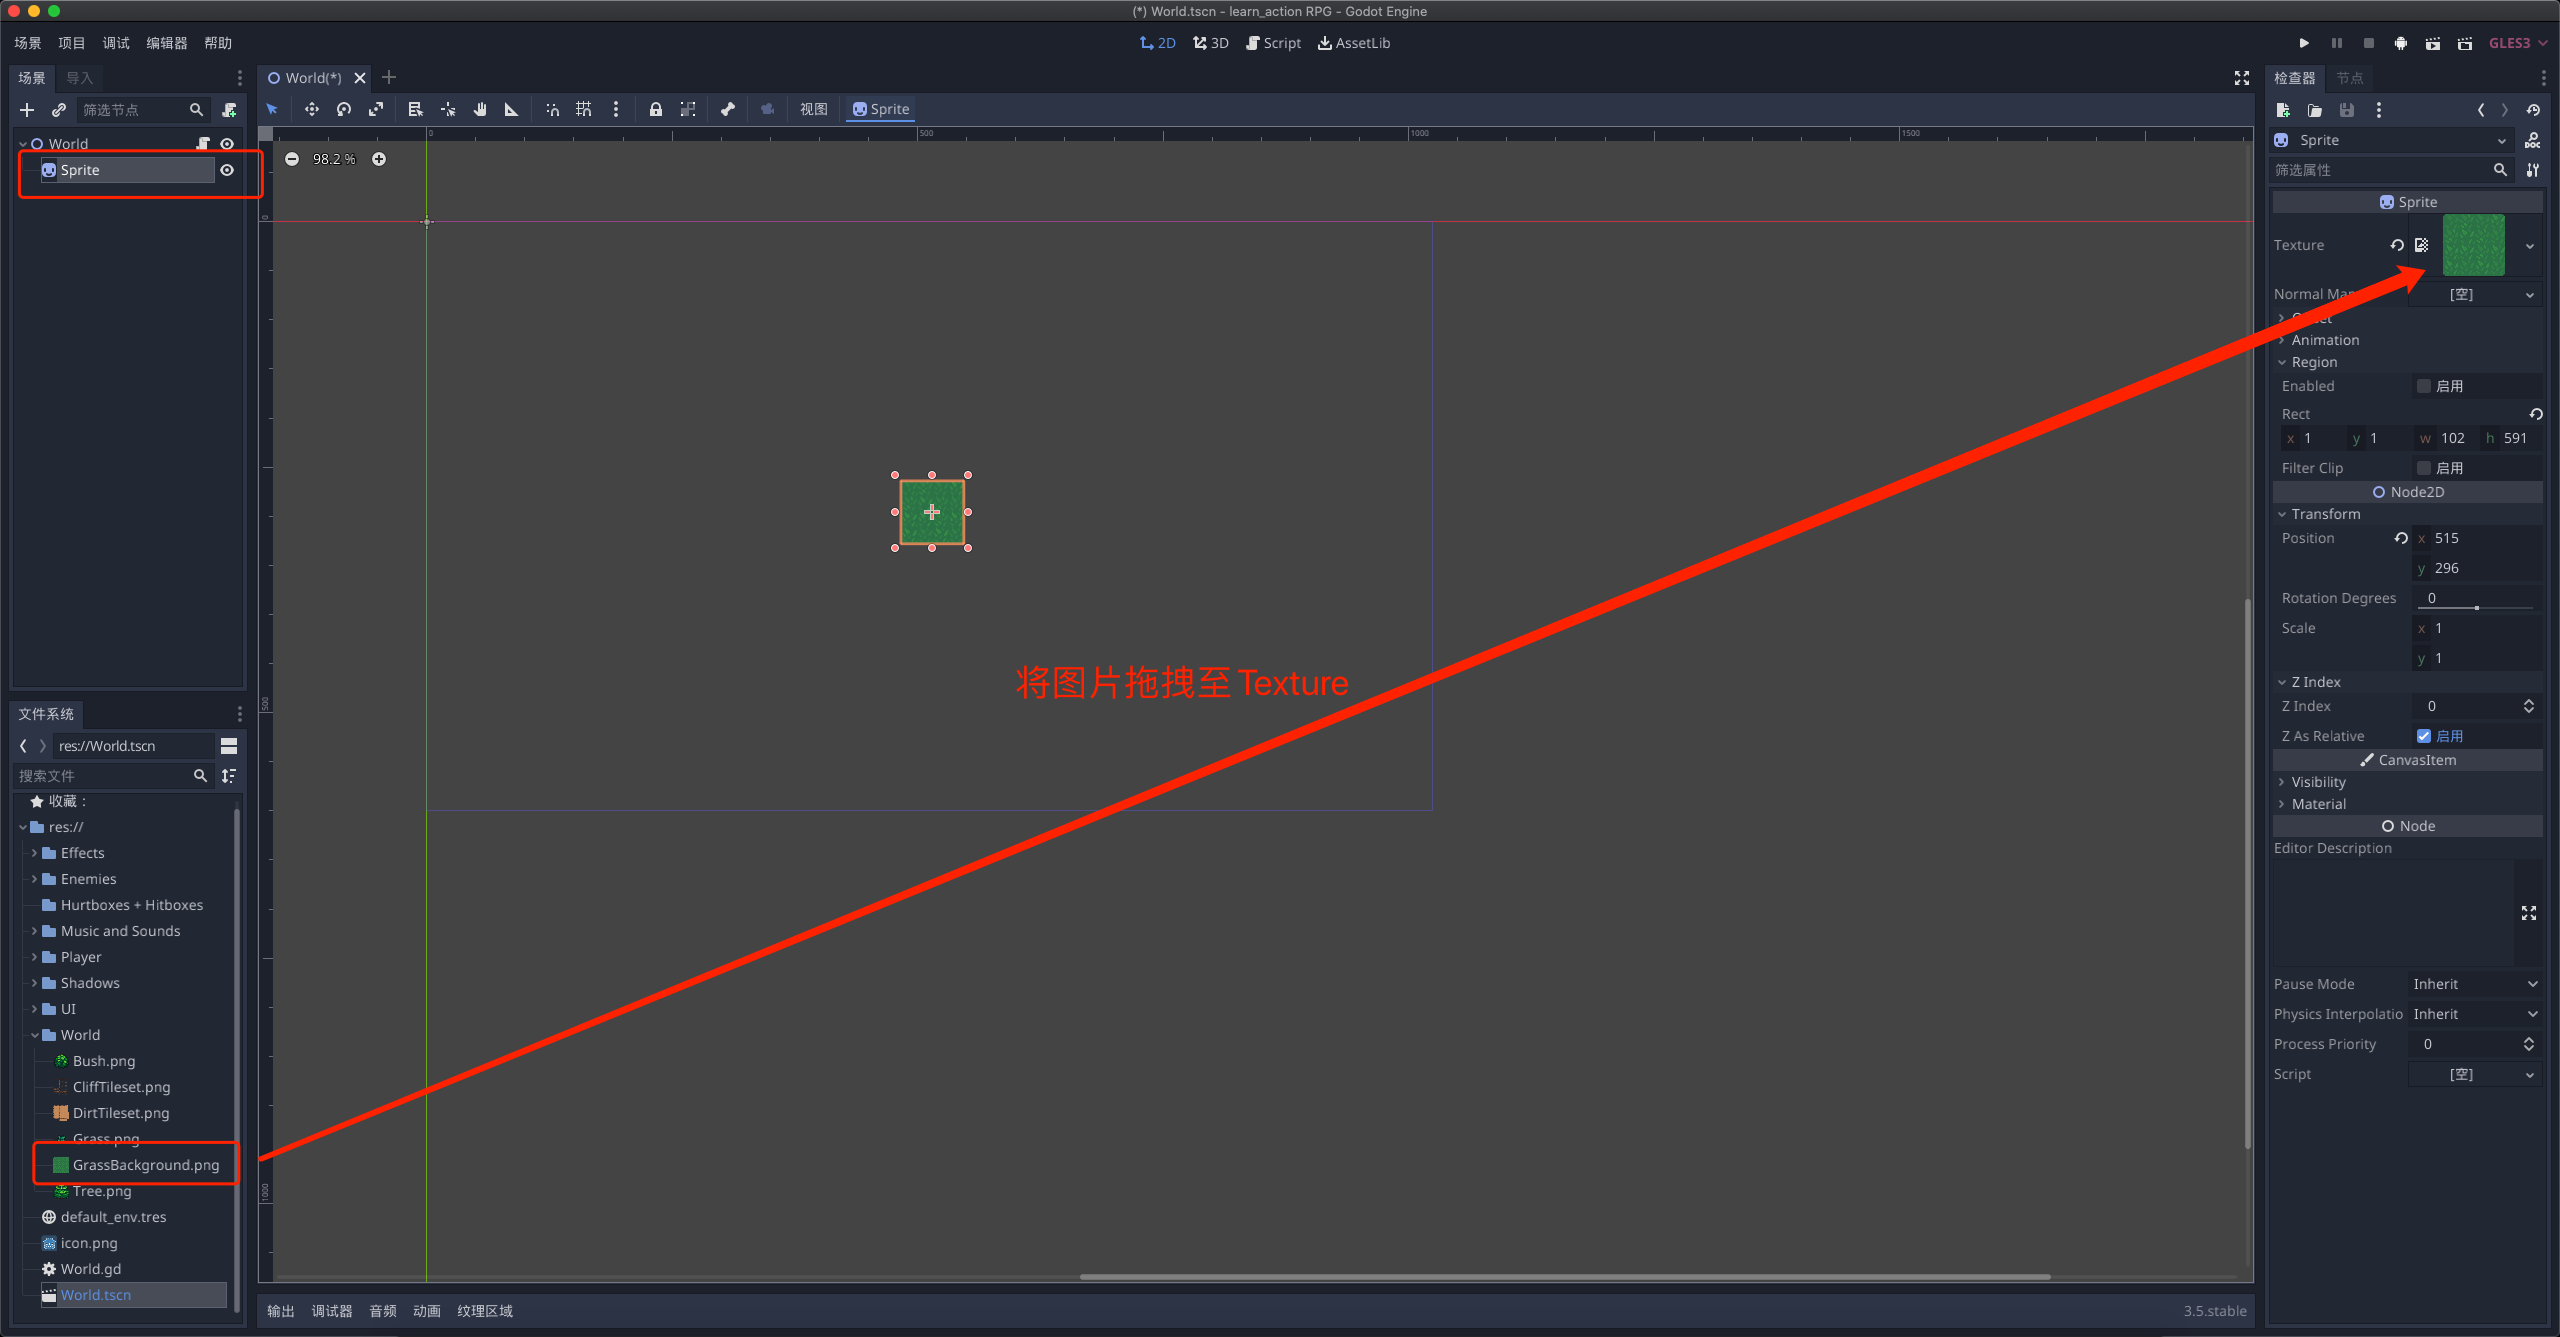 (*) World.tscn - learn_action RPG - Godot Engine
场景 项目 调试 编辑器 帮助
2D 3D Script AssetLib
GLES3
场景 导入
筛选节点
World
Sprite
World(*)
视图 Sprite
0 500 1000 1500
98.2 %
0
500
1000
将图片拖拽至 Texture
文件系统
res://World.tscn
搜索文件
收藏：
res://
Effects
Enemies
Hurtboxes + Hitboxes
Music and Sounds
Player
Shadows
UI
World
Bush.png
CliffTileset.png
DirtTileset.png
Grass.png
GrassBackground.png
Tree.png
default_env.tres
icon.png
World.gd
World.tscn
输出 调试器 音频 动画 纹理区域
3.5.stable
检查器 节点
Sprite
DOC
筛选属性
Sprite
Texture
Normal Map [空]
Offset
Animation
Region
Enabled 启用
Rect
x 1 y 1 w 102 h 591
Filter Clip 启用
Node2D
Transform
Position x 515
y 296
Rotation Degrees 0
Scale x 1
y 1
Z Index
Z Index 0
Z As Relative 启用
CanvasItem
Visibility
Material
Node
Editor Description
Pause Mode Inherit
Physics Interpolatio Inherit
Process Priority 0
Script [空]